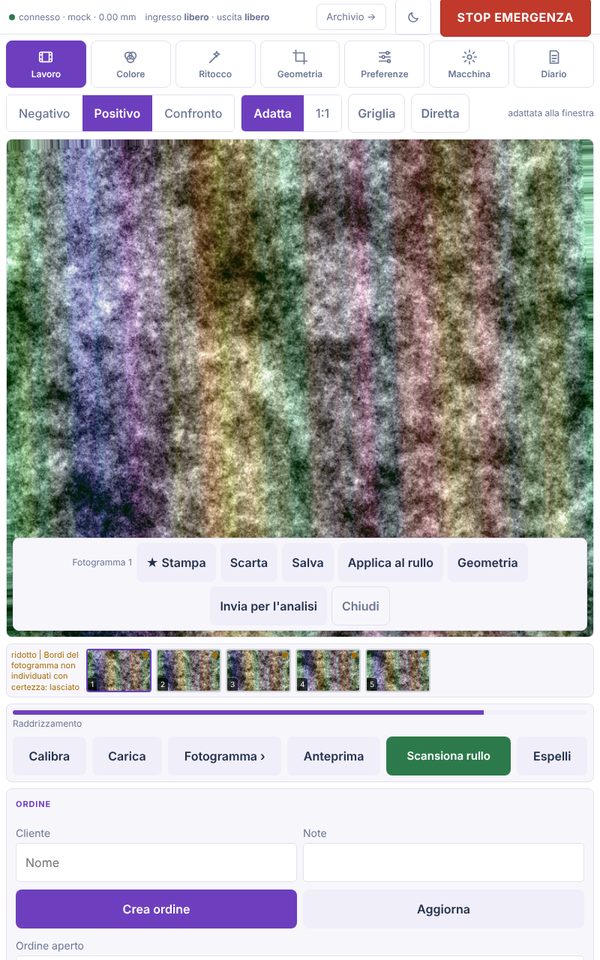 connesso · mock · 0.00 mm ingresso libero · uscita libero
Archivio →
STOP EMERGENZA
Lavoro
Colore
Ritocco
Geometria
Preferenze
Macchina
Diario
Negativo
Positivo
Confronto
Adatta
1:1
Griglia
Diretta
adattata alla finestra
Fotogramma 1
★ Stampa
Scarta
Salva
Applica al rullo
Geometria
Invia per l'analisi
Chiudi
ridotto | Bordi del
fotogramma non
individuati con
certezza: lasciato
1
2
3
4
5
Raddrizzamento
Calibra
Carica
Fotogramma ›
Anteprima
Scansiona rullo
Espelli
ORDINE
Cliente
Note
Nome
Crea ordine
Aggiorna
Ordine aperto